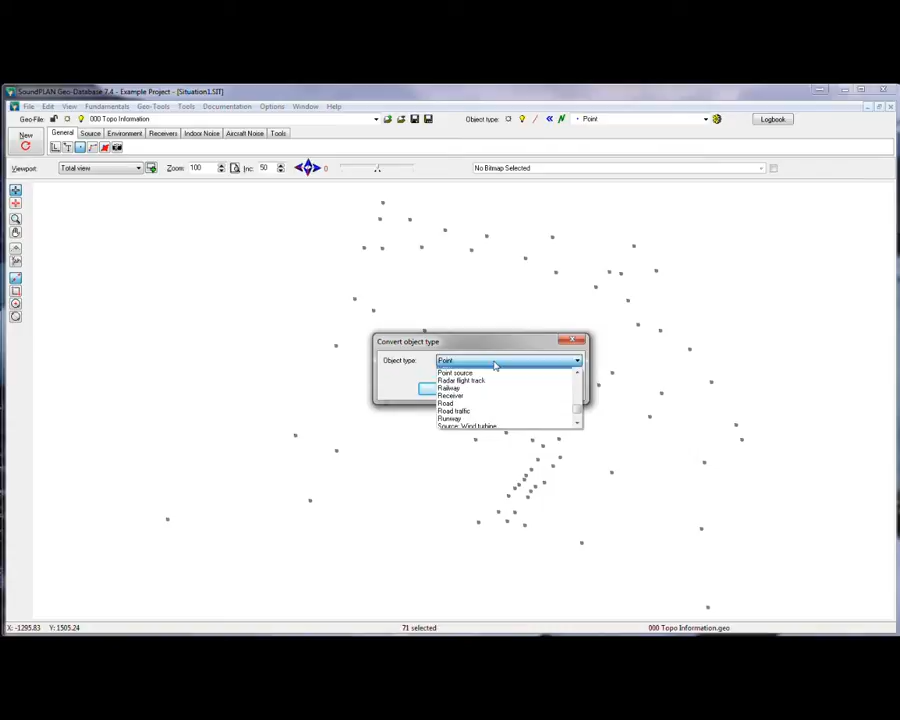 SoundPLAN Geo-Database 7.4 - Example Project - [Situation1.SIT]
File Edit View Fundamentals Geo-Tools Tools Documentation Options Window Help
Geo-File: 000 Topo Information Object type: Point Logbook
New General Source Environment Receivers Indoor Noise Aircraft Noise Tools
Viewport: Total view Zoom: 100 Inc: 50 0 No Bitmap Selected
Convert object type
Object type: Point
Point source
Radar flight track
Railway
Receiver
Road
Road traffic
Runway
Source: Wind turbine
X: -1295.83 Y: 1505.24 71 selected 000 Topo Information.geo